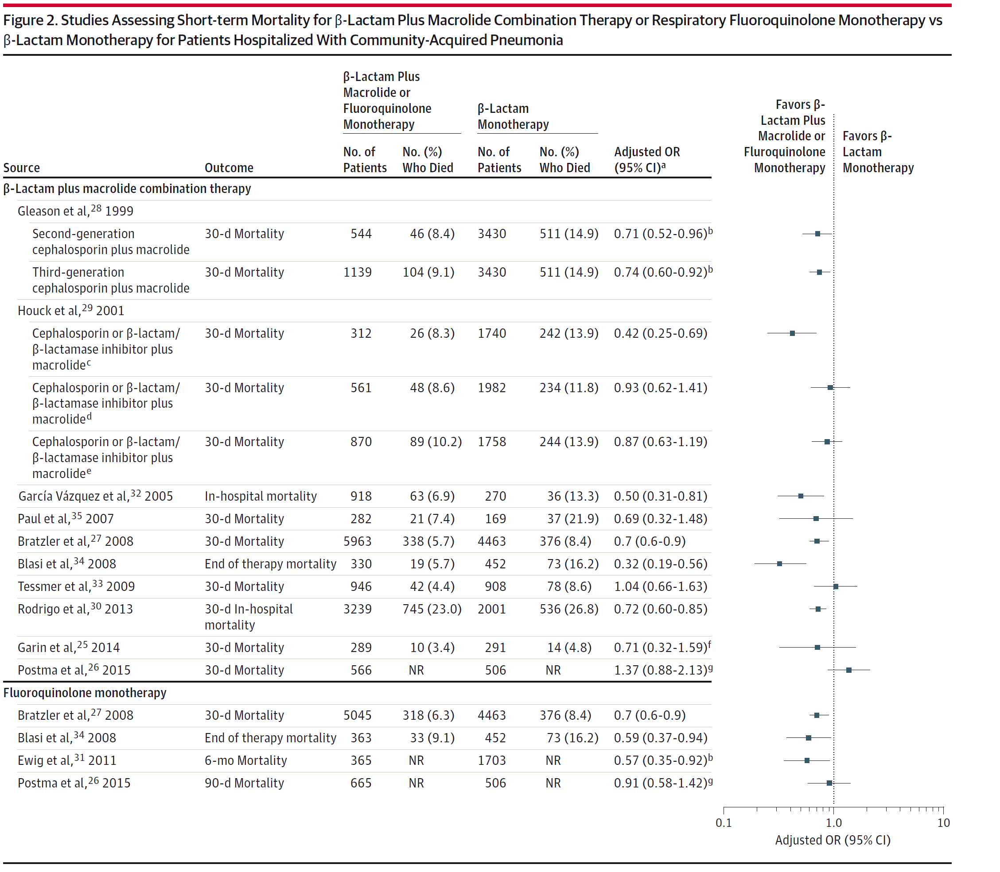 Figure 2. Studies Assessing Short-term Mortality for β-Lactam Plus Macrolide Combination Therapy or Respiratory Fluoroquinolone Monotherapy vs
β-Lactam Monotherapy for Patients Hospitalized With Community-Acquired Pneumonia
β-Lactam Plus
Macrolide or
Fluoroquinolone
Monotherapy
β-Lactam
Monotherapy
Favors β-
Lactam Plus
Macrolide or
Fluroquinolone
Monotherapy
Favors β-
Lactam
Monotherapy
Source Outcome No. of Patients No. (%) Who Died No. of Patients No. (%) Who Died Adjusted OR (95% CI)a
β-Lactam plus macrolide combination therapy
Gleason et al,28 1999
Second-generation 30-d Mortality 544 46 (8.4) 3430 511 (14.9) 0.71 (0.52-0.96)b
cephalosporin plus macrolide
Third-generation 30-d Mortality 1139 104 (9.1) 3430 511 (14.9) 0.74 (0.60-0.92)b
cephalosporin plus macrolide
Houck et al,29 2001
Cephalosporin or β-lactam/ 30-d Mortality 312 26 (8.3) 1740 242 (13.9) 0.42 (0.25-0.69)
β-lactamase inhibitor plus
macrolidec
Cephalosporin or β-lactam/ 30-d Mortality 561 48 (8.6) 1982 234 (11.8) 0.93 (0.62-1.41)
β-lactamase inhibitor plus
macrolided
Cephalosporin or β-lactam/ 30-d Mortality 870 89 (10.2) 1758 244 (13.9) 0.87 (0.63-1.19)
β-lactamase inhibitor plus
macrolidee
García Vázquez et al,32 2005 In-hospital mortality 918 63 (6.9) 270 36 (13.3) 0.50 (0.31-0.81)
Paul et al,35 2007 30-d Mortality 282 21 (7.4) 169 37 (21.9) 0.69 (0.32-1.48)
Bratzler et al,27 2008 30-d Mortality 5963 338 (5.7) 4463 376 (8.4) 0.7 (0.6-0.9)
Blasi et al,34 2008 End of therapy mortality 330 19 (5.7) 452 73 (16.2) 0.32 (0.19-0.56)
Tessmer et al,33 2009 30-d Mortality 946 42 (4.4) 908 78 (8.6) 1.04 (0.66-1.63)
Rodrigo et al,30 2013 30-d In-hospital 3239 745 (23.0) 2001 536 (26.8) 0.72 (0.60-0.85)
mortality
Garin et al,25 2014 30-d Mortality 289 10 (3.4) 291 14 (4.8) 0.71 (0.32-1.59)f
Postma et al,26 2015 30-d Mortality 566 NR 506 NR 1.37 (0.88-2.13)g
Fluoroquinolone monotherapy
Bratzler et al,27 2008 30-d Mortality 5045 318 (6.3) 4463 376 (8.4) 0.7 (0.6-0.9)
Blasi et al,34 2008 End of therapy mortality 363 33 (9.1) 452 73 (16.2) 0.59 (0.37-0.94)
Ewig et al,31 2011 6-mo Mortality 365 NR 1703 NR 0.57 (0.35-0.92)b
Postma et al,26 2015 90-d Mortality 665 NR 506 NR 0.91 (0.58-1.42)g
0.1 1.0 10
Adjusted OR (95% CI)